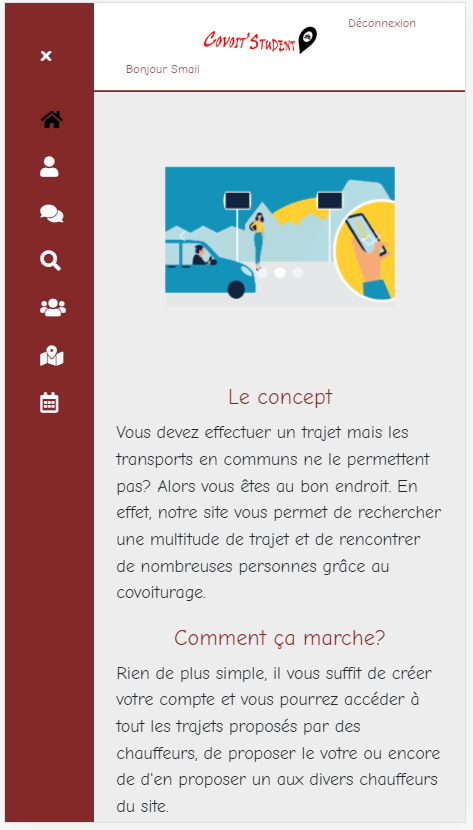 Déconnexion
Covoit'Student
Bonjour Smail
Le concept
Vous devez effectuer un trajet mais les
transports en communs ne le permettent
pas? Alors vous êtes au bon endroit. En
effet, notre site vous permet de rechercher
une multitude de trajet et de rencontrer
de nombreuses personnes grâce au
covoiturage.
Comment ça marche?
Rien de plus simple, il vous suffit de créer
votre compte et vous pourrez accéder à
tout les trajets proposés par des
chauffeurs, de proposer le votre ou encore
de d'en proposer un aux divers chauffeurs
du site.